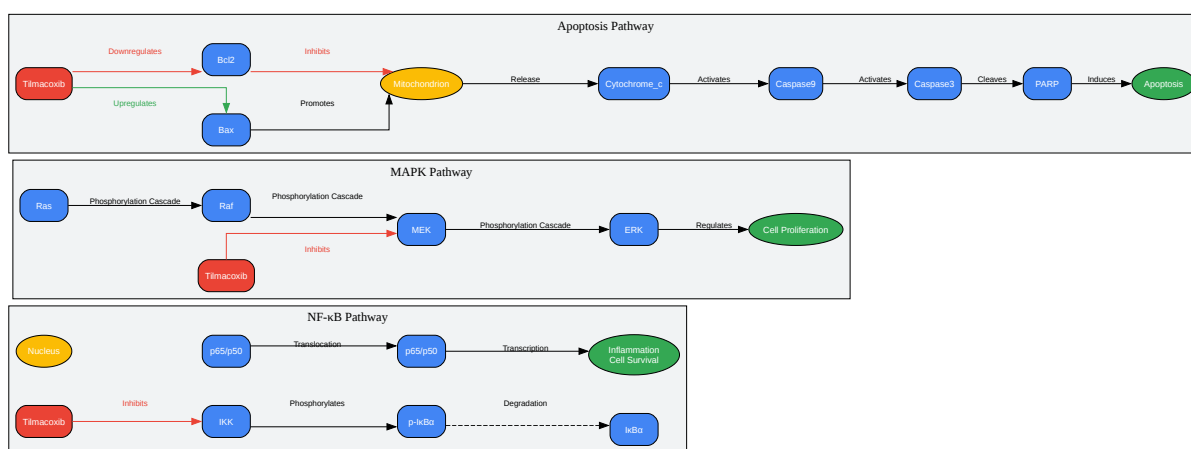 Apoptosis Pathway
Downregulates
Inhibits
Bcl2
Tilmacoxib
Mitochondrion
Release
Cytochrome_c
Activates
Caspase9
Activates
Caspase3
Cleaves
PARP
Induces
Apoptosis
Upregulates
Promotes
Bax
MAPK Pathway
Ras
Phosphorylation Cascade
Raf
Phosphorylation Cascade
MEK
Phosphorylation Cascade
ERK
Regulates
Cell Proliferation
Inhibits
Tilmacoxib
NF-κB Pathway
Nucleus
p65/p50
Translocation
p65/p50
Transcription
Inflammation
Cell Survival
Tilmacoxib
Inhibits
IKK
Phosphorylates
p-IκBα
Degradation
IκBα